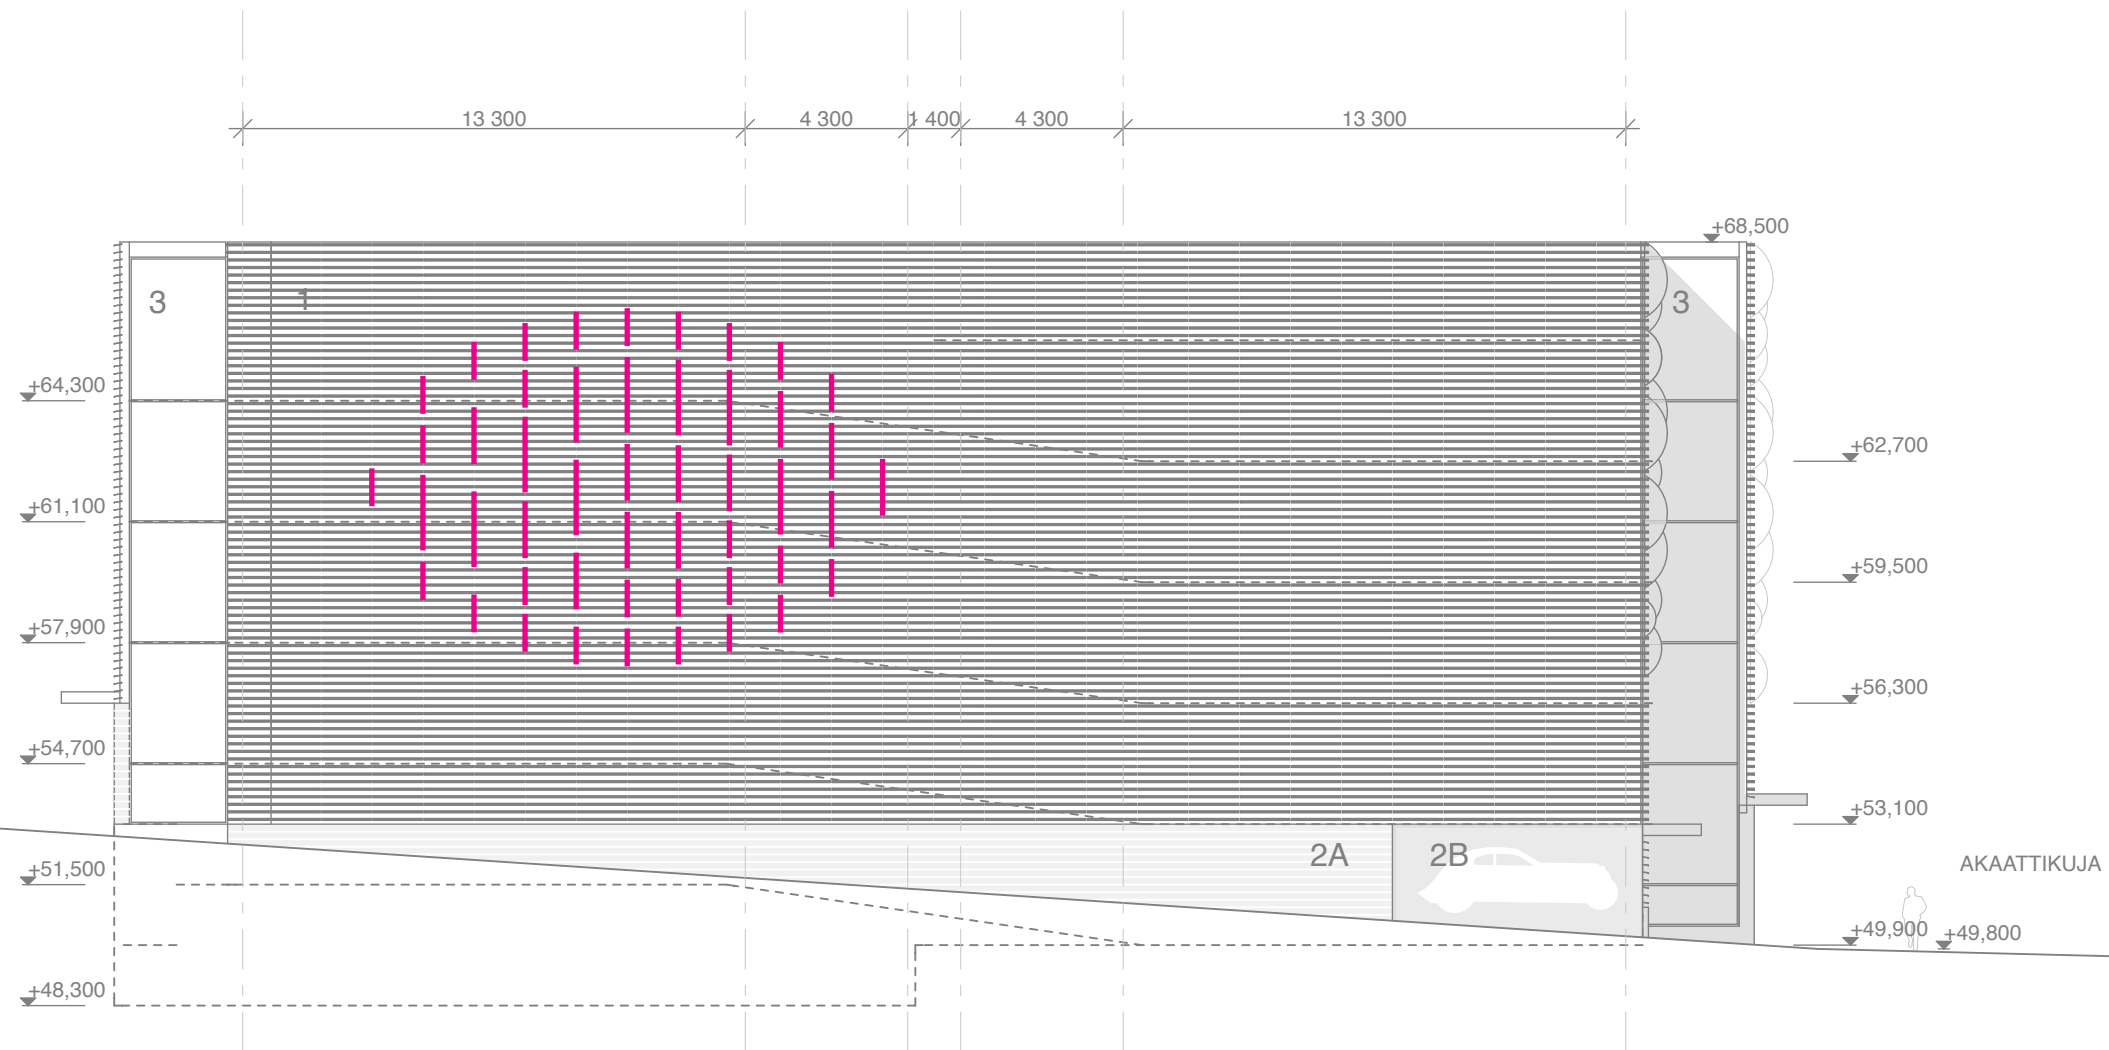 13 300 4 300 1 400 4 300 13 300
+68,500
3 1 3
+64,300
+62,700
+61,100
+59,500
+57,900
+56,300
+54,700
+53,100
2A 2B
+51,500 AKAATTIKUJA
+49,900 +49,800
+48,300